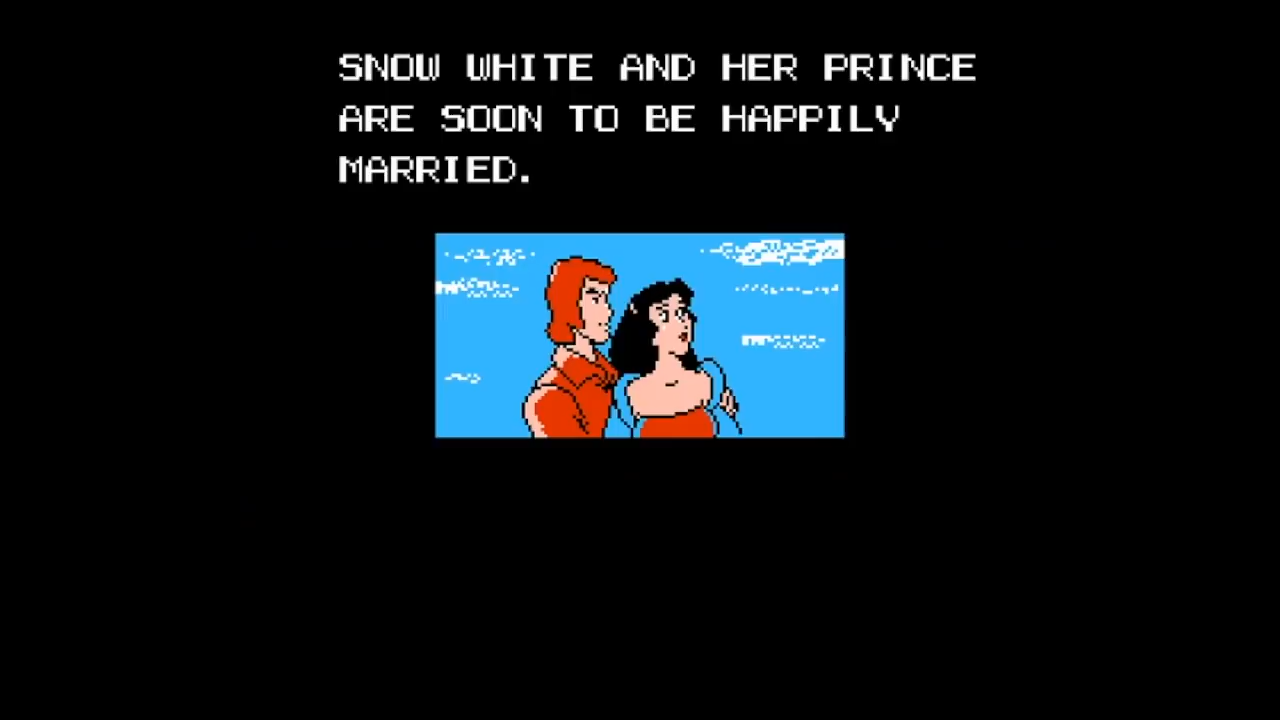 SNOW WHITE AND HER PRINCE
ARE SOON TO BE HAPPILY
MARRIED.